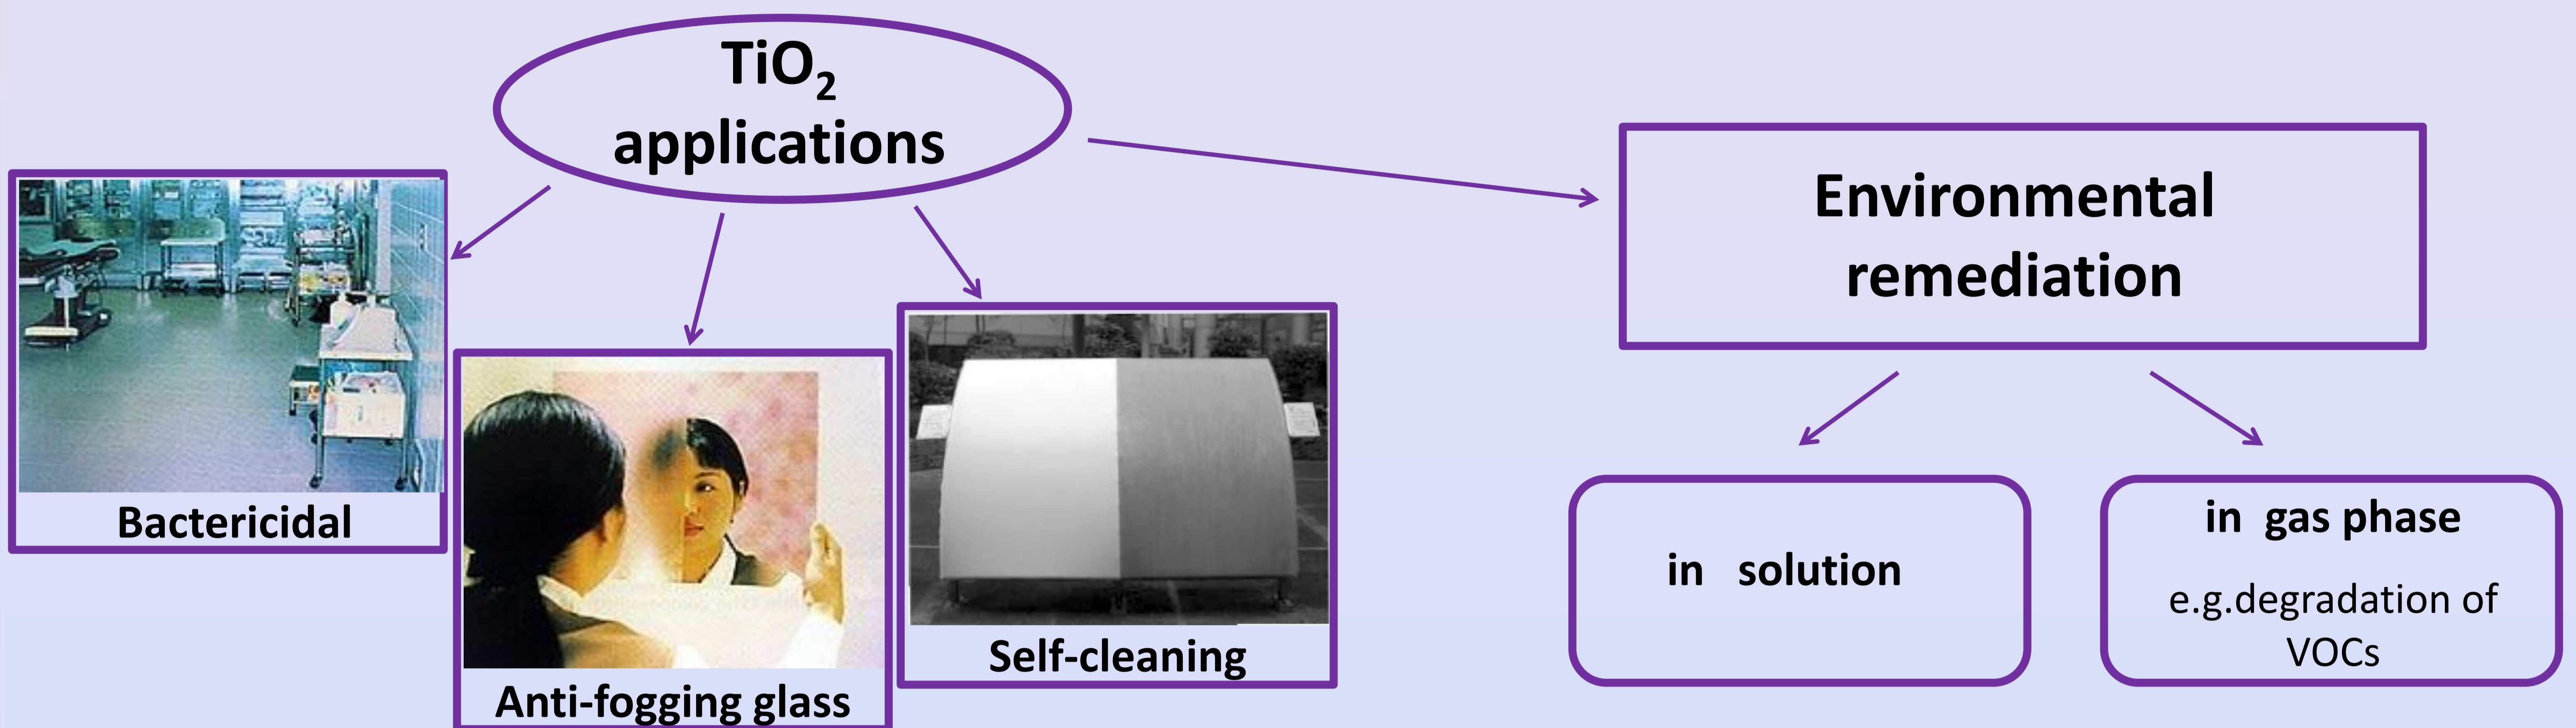 TiO₂
applications
Bactericidal
Anti-fogging glass
Self-cleaning
Environmental
remediation
in solution
in gas phase
e.g.degradation of
VOCs